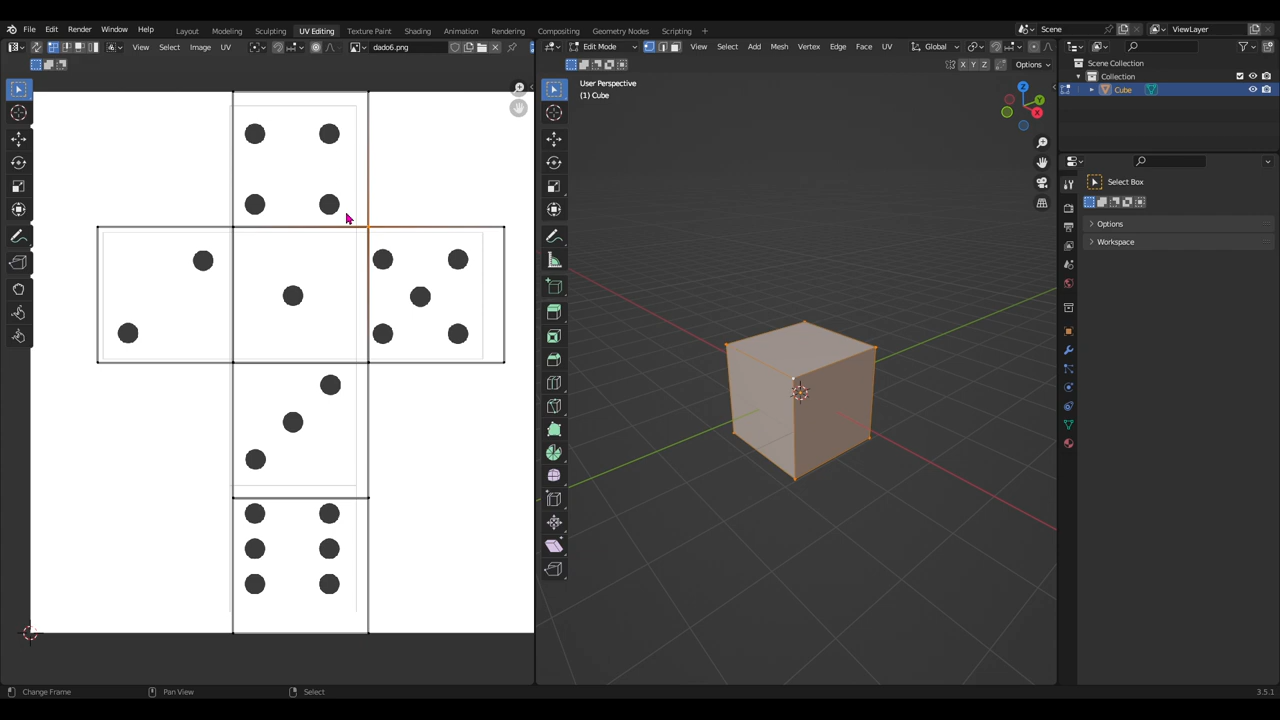 File Edit Render Window Help Layout Modeling Sculpting UV Editing Texture Paint Shading Animation Rendering Compositing Geometry Nodes Scripting + Scene ViewLayer
View Select Image UV dado6.png Edit Mode View Select Add Mesh Vertex Edge Face UV Global
X Y Z Options
Scene Collection
Collection
Cube
User Perspective
(1) Cube
Z
Y
X
Select Box
Options
Workspace
Change Frame Pan View Select 3.5.1